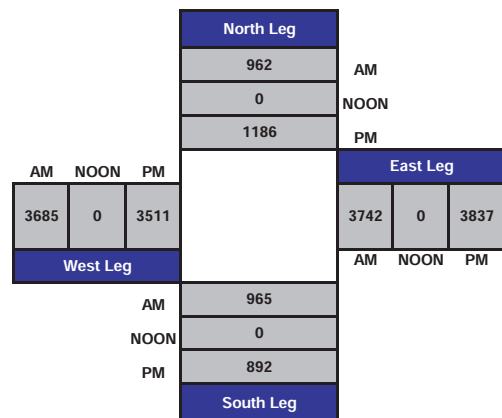 North Leg
962 AM
0 NOON
1186 PM
AM NOON PM
East Leg
3685 0 3511
3742 0 3837
West Leg
AM NOON PM
AM 965
NOON 0
PM 892
South Leg